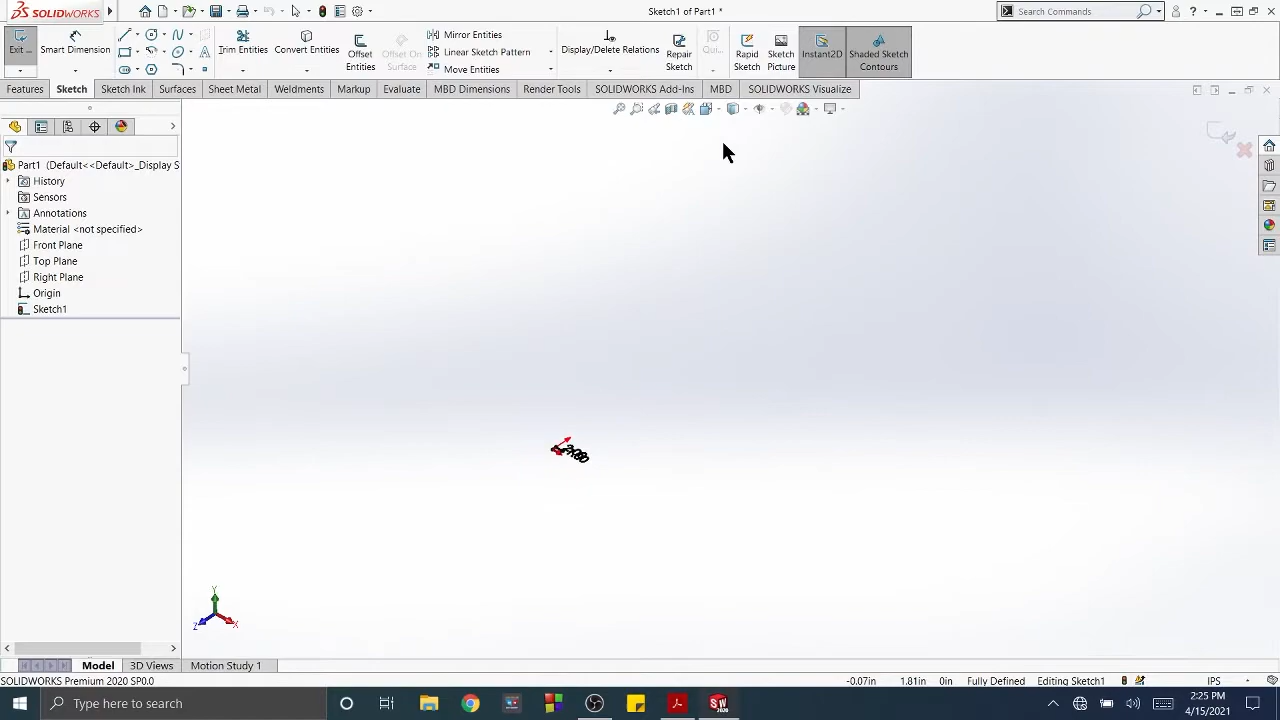 SOLIDWORKS
Sketch1 of Part1 *
Search Commands
Exit ...
Smart Dimension
Trim Entities
Convert Entities
Offset Entities
Offset On Surface
Mirror Entities
Linear Sketch Pattern
Move Entities
Display/Delete Relations
Repair Sketch
Qui...
Rapid Sketch
Sketch Picture
Instant2D
Shaded Sketch Contours
Features
Sketch
Sketch Ink
Surfaces
Sheet Metal
Weldments
Markup
Evaluate
MBD Dimensions
Render Tools
SOLIDWORKS Add-Ins
MBD
SOLIDWORKS Visualize
Part1 (Default<<Default>_Display S
History
Sensors
Annotations
Material <not specified>
Front Plane
Top Plane
Right Plane
Origin
Sketch1
Y
Z
X
Model
3D Views
Motion Study 1
SOLIDWORKS Premium 2020 SP0.0
-0.07in
1.81in
0in
Fully Defined
Editing Sketch1
IPS
Type here to search
2:25 PM
4/15/2021